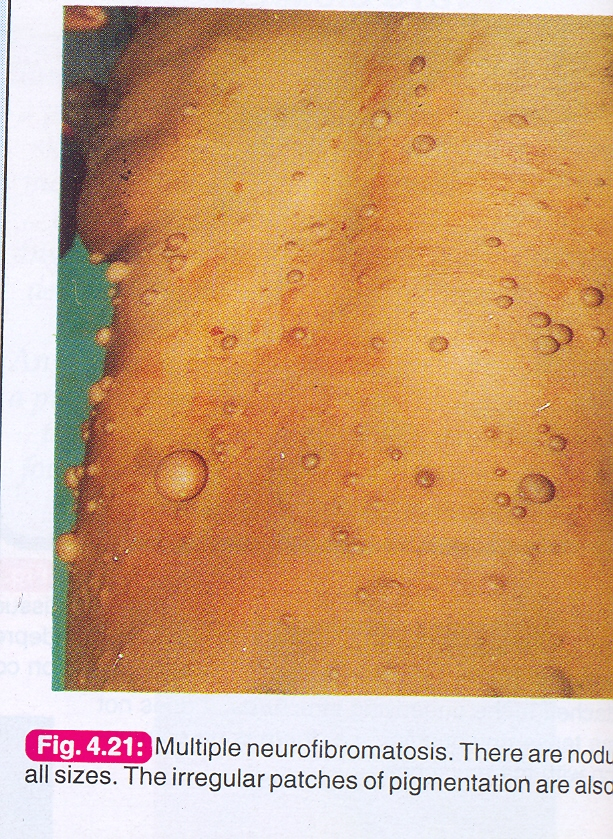 Fig. 4.21: Multiple neurofibromatosis. There are nodu
all sizes. The irregular patches of pigmentation are also